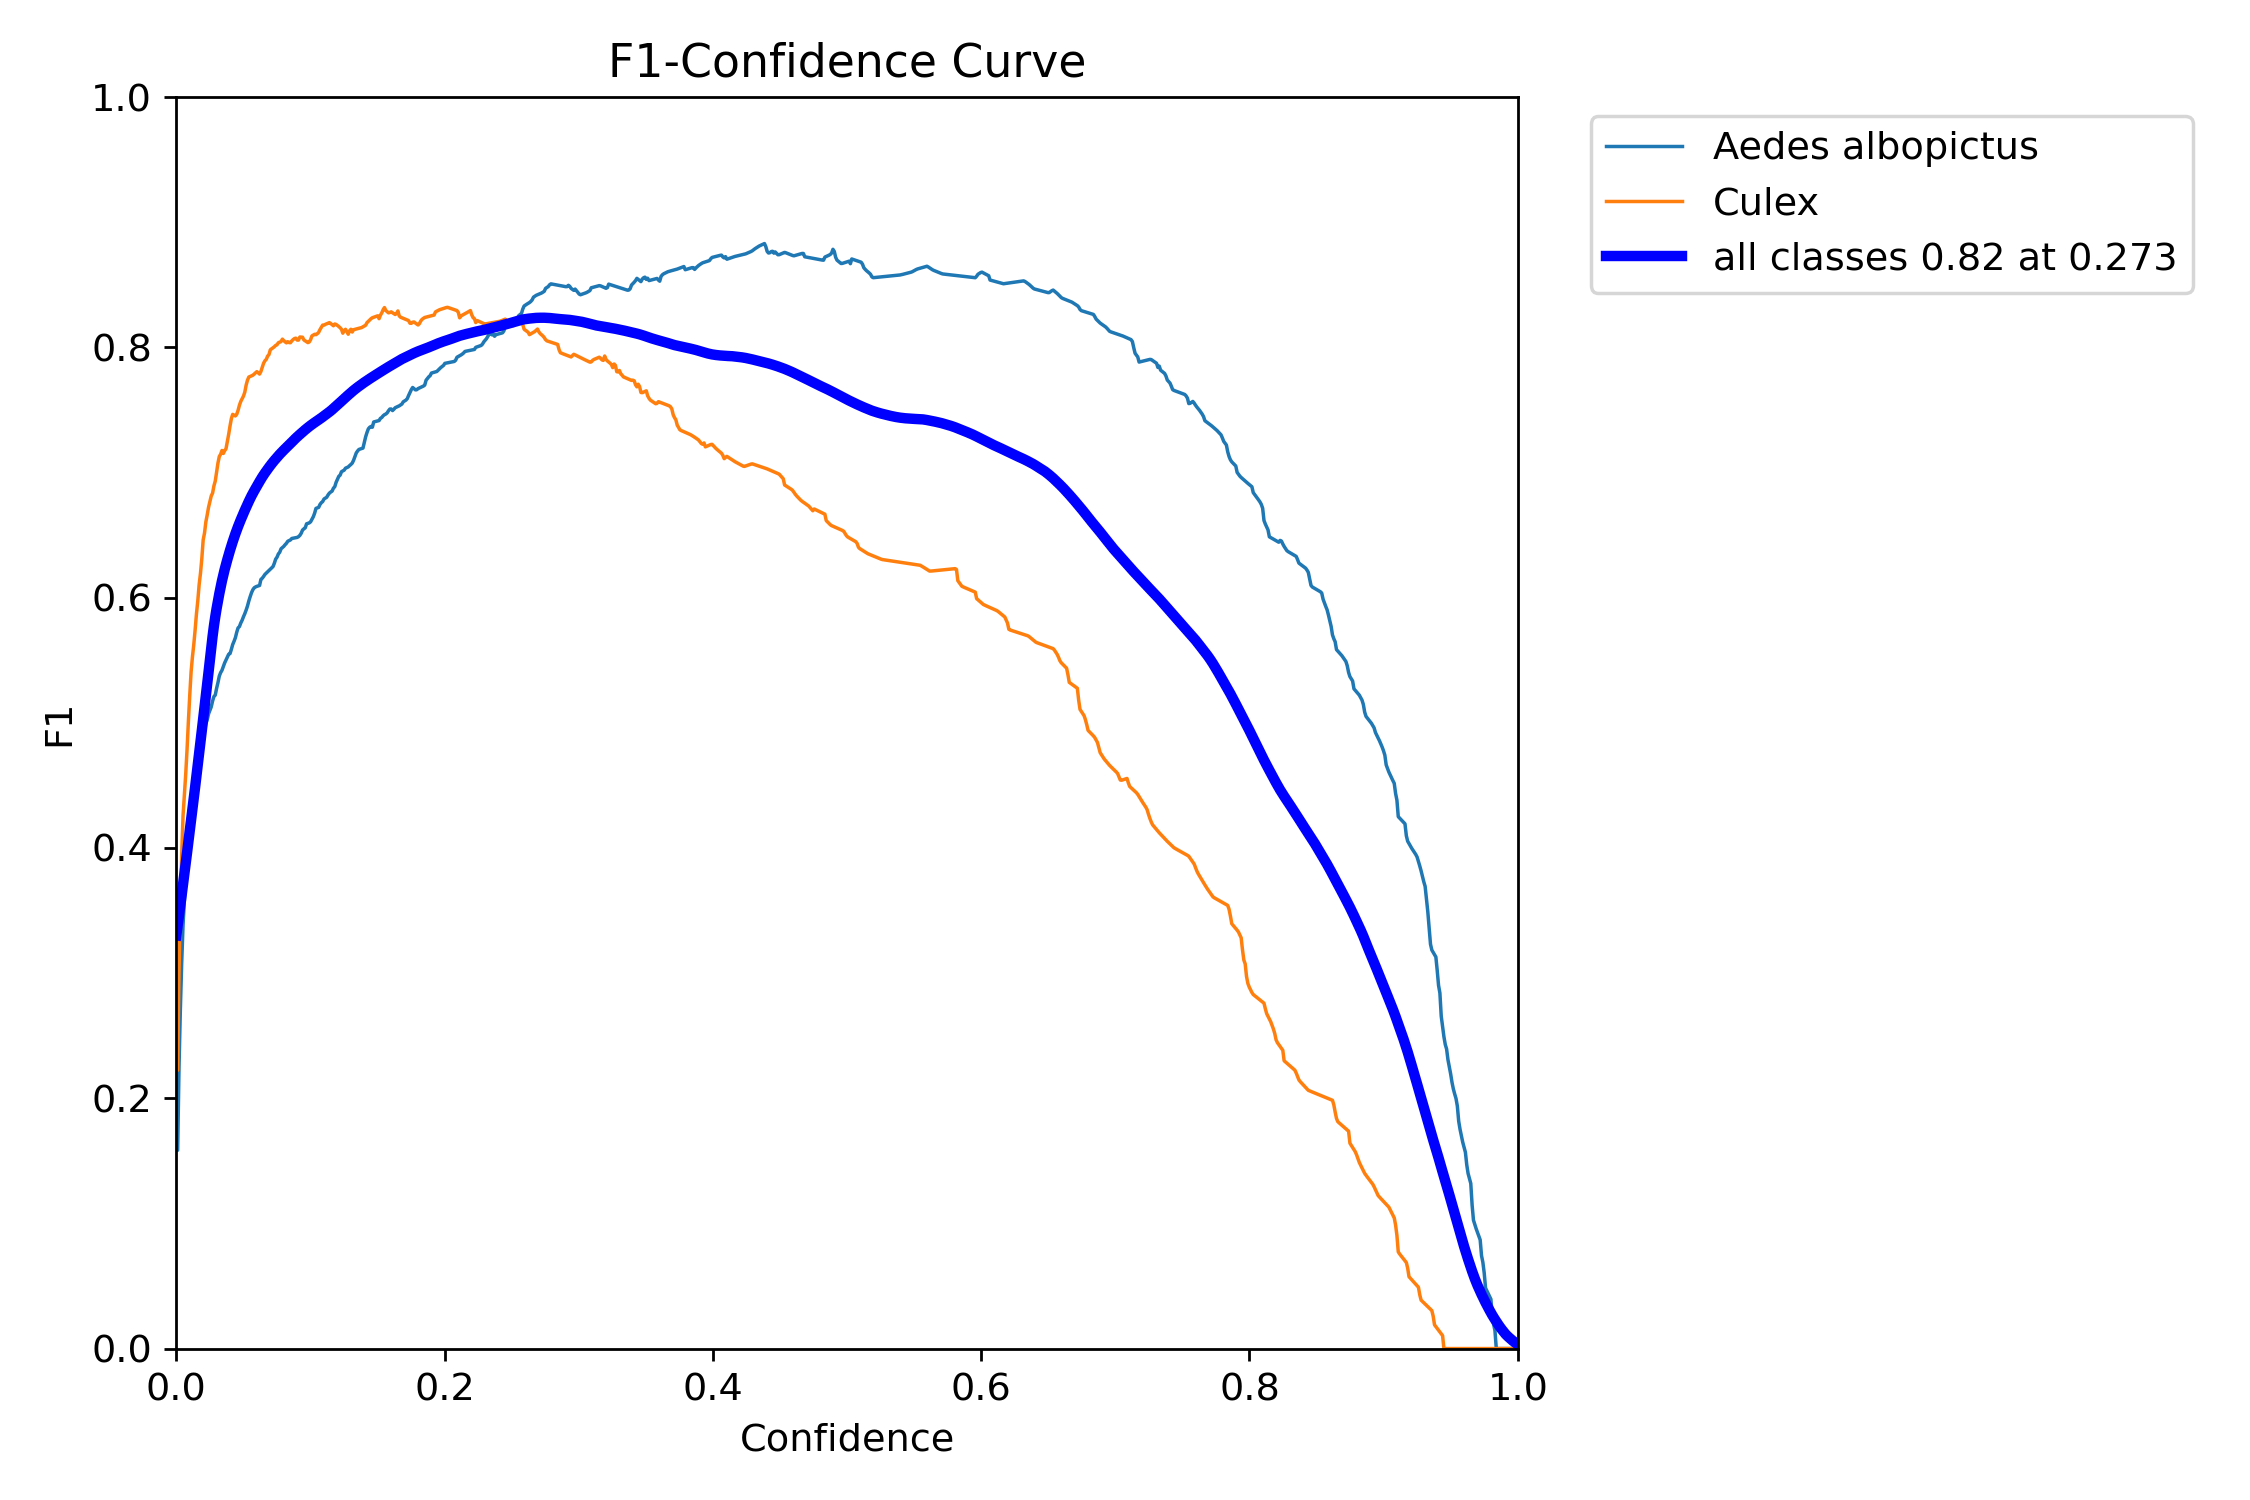 F1-Confidence Curve
1.0
0.8
0.6
0.4
0.2
0.0
F1
0.0 0.2 0.4 0.6 0.8 1.0
Confidence
Aedes albopictus
Culex
all classes 0.82 at 0.273